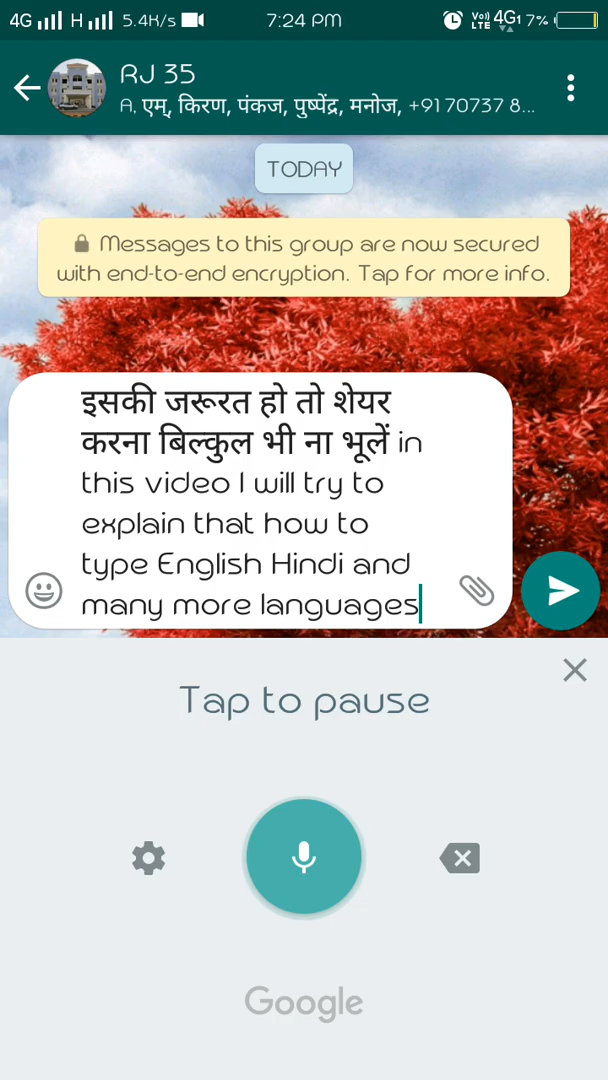 4G H 5.4K/s 7:24 PM Vo) LTE 4G1 7%
RJ 35
A, एम्, किरण, पंकज, पुष्पेंद्र, मनोज, +91 70737 8...
TODAY
Messages to this group are now secured
with end-to-end encryption. Tap for more info.
इसकी जरूरत हो तो शेयर
करना बिल्कुल भी ना भूलें in
this video I will try to
explain that how to
type English Hindi and
many more languages
Tap to pause
Google